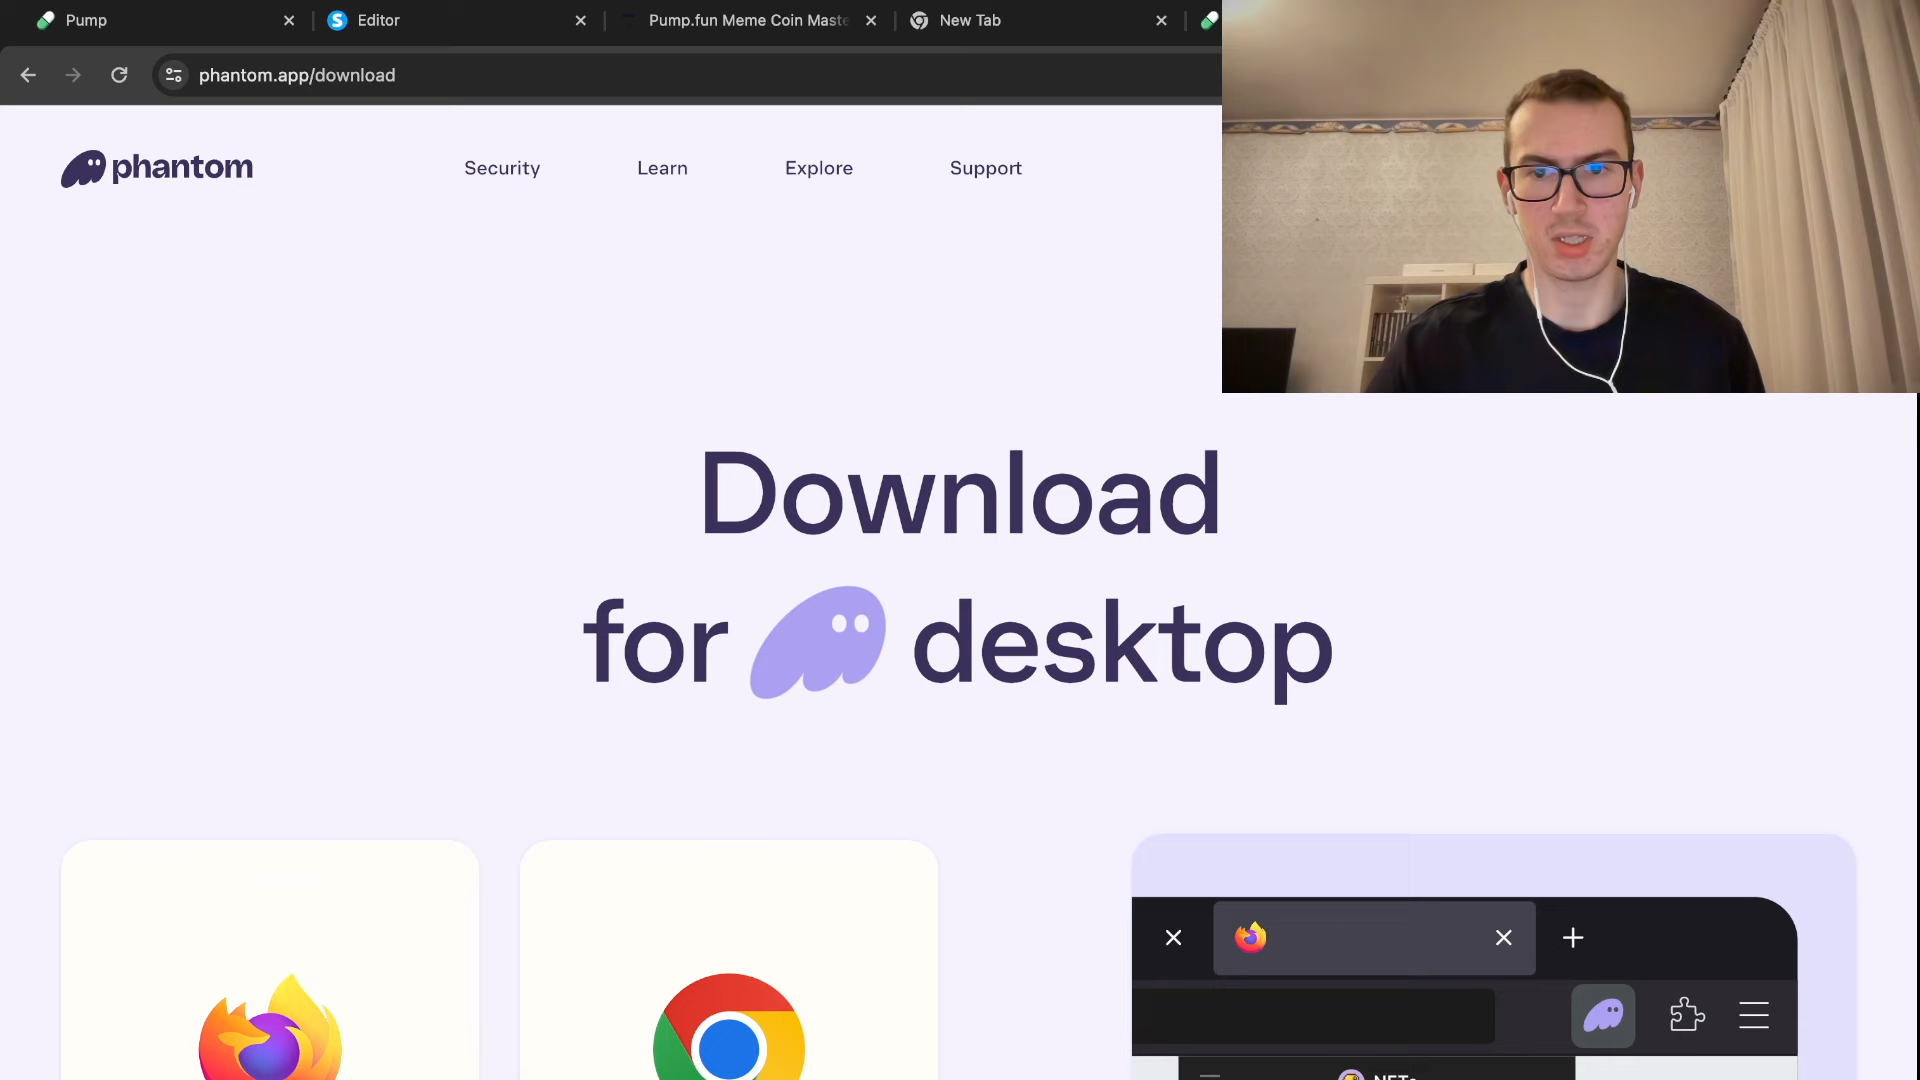 Pump
Editor
Pump.fun Meme Coin Maste
New Tab
phantom.app/download
phantom
Security
Learn
Explore
Support
Download
for desktop
NFTs